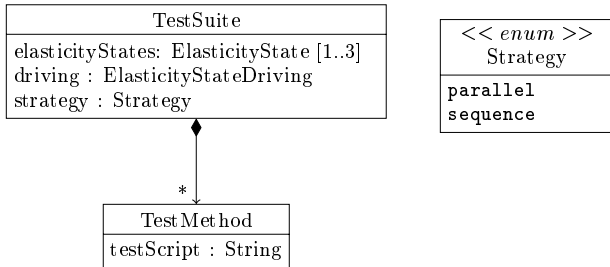 TestSuite
elasticityStates: ElasticityState [1..3]
driving : ElasticityStateDriving
strategy : Strategy
<< enum >>
Strategy
parallel
sequence
*
TestMethod
testScript : String